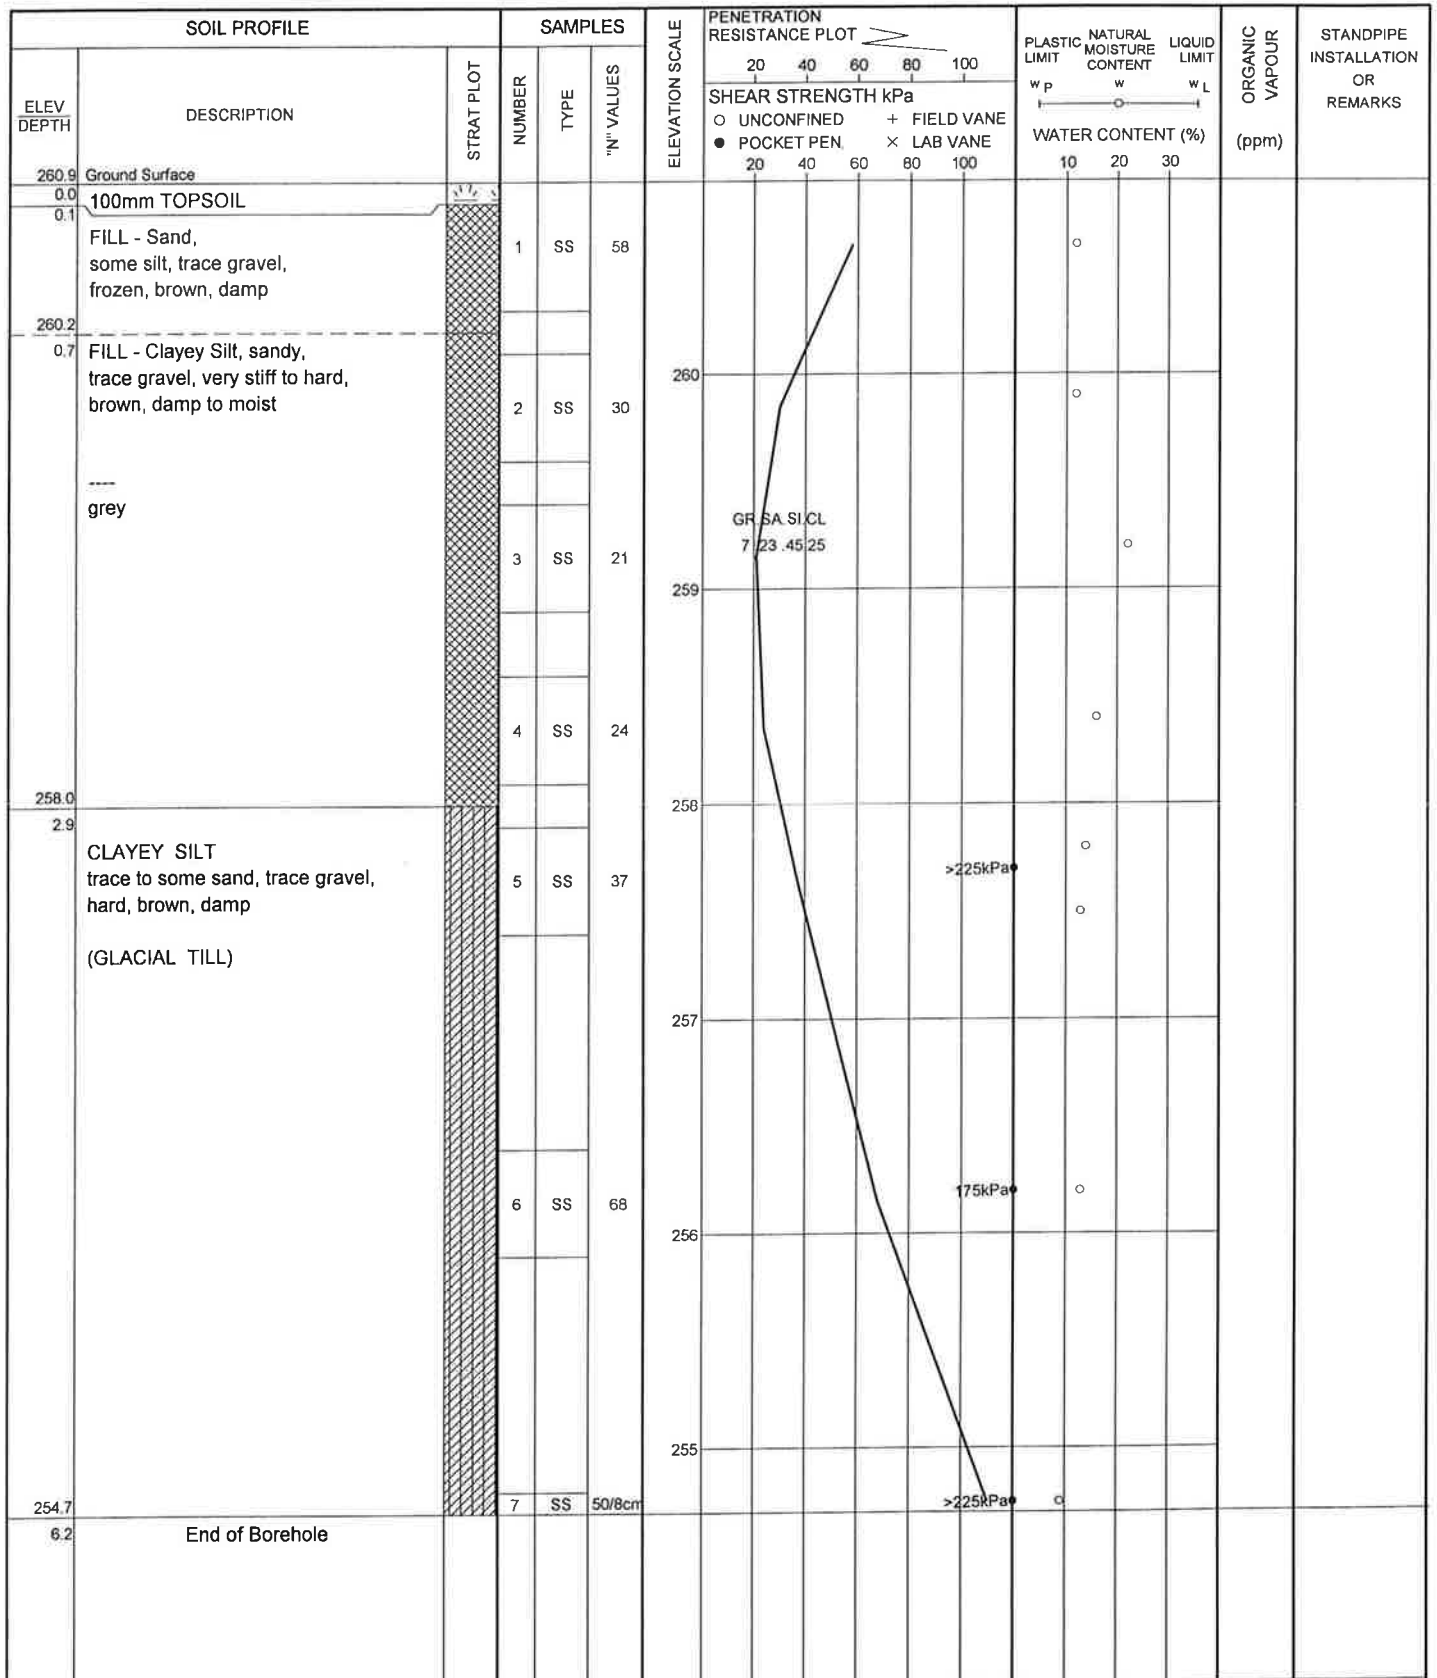 SOIL PROFILE
SAMPLES
ELEV
DEPTH
DESCRIPTION
STRAT PLOT
NUMBER
TYPE
"N" VALUES
ELEVATION SCALE
PENETRATION
RESISTANCE PLOT
20 40 60 80 100
SHEAR STRENGTH kPa
○ UNCONFINED + FIELD VANE
● POCKET PEN. × LAB VANE
20 40 60 80 100
PLASTIC LIMIT
NATURAL MOISTURE CONTENT
LIQUID LIMIT
w P w w L
WATER CONTENT (%)
10 20 30
ORGANIC VAPOUR
(ppm)
STANDPIPE
INSTALLATION
OR
REMARKS
260.9 Ground Surface
0.0
100mm TOPSOIL
0.1
FILL - Sand,
some silt, trace gravel,
frozen, brown, damp
1 SS 58
260.2
0.7
FILL - Clayey Silt, sandy,
trace gravel, very stiff to hard,
brown, damp to moist
260
2 SS 30
----
grey
GR SA SI CL
7 23 .45 25
3 SS 21
259
4 SS 24
258.0
258
2.9
CLAYEY SILT
trace to some sand, trace gravel,
hard, brown, damp
5 SS 37
>225kPa
(GLACIAL TILL)
257
175kPa
6 SS 68
256
255
7 SS 50/8cm
>225kPa
254.7
6.2
End of Borehole